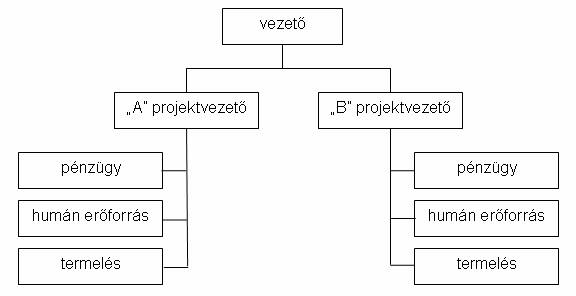 vezető
„A” projektvezető
„B” projektvezető
pénzügy
pénzügy
humán erőforrás
humán erőforrás
termelés
termelés